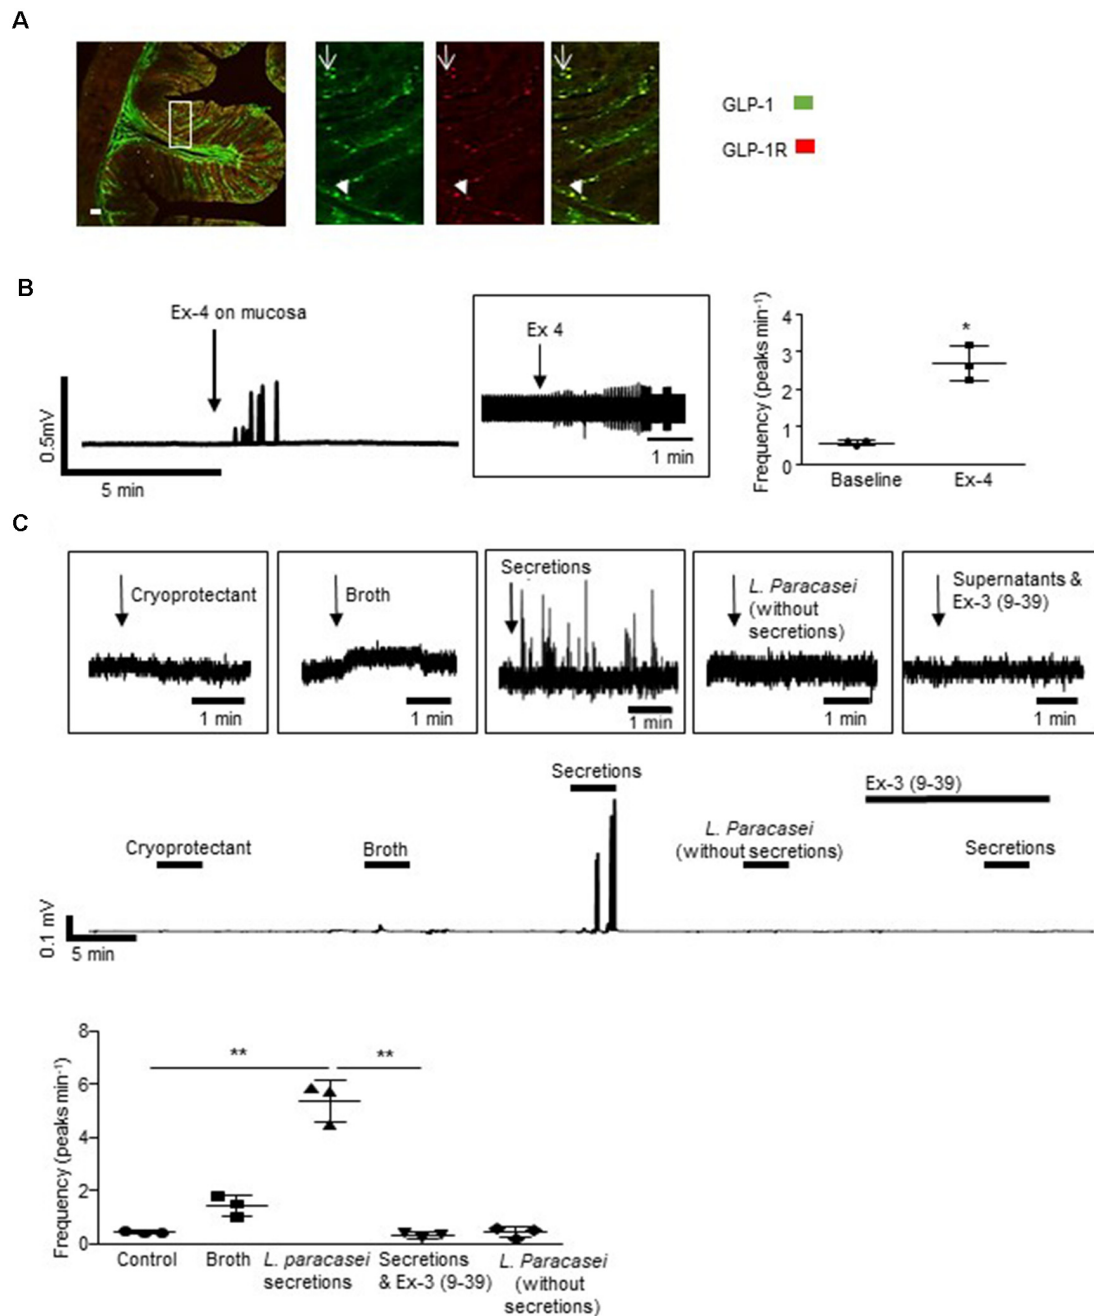 A
GLP-1
GLP-1R
B
Ex-4 on mucosa
0.5mV
5 min
Ex 4
1 min
Frequency (peaks min⁻¹)
4
3
2
1
0
Baseline
Ex-4
*
C
Cryoprotectant
1 min
Broth
1 min
Secretions
1 min
L. Paracasei
(without
secretions)
1 min
Supernatants &
Ex-3 (9-39)
1 min
Secretions
Ex-3 (9-39)
Cryoprotectant
Broth
L. Paracasei
(without secretions)
Secretions
0.1 mV
5 min
Frequency (peaks min⁻¹)
8
6
4
2
0
**
**
Control
Broth
L. paracasei
secretions
Secretions
& Ex-3 (9-39)
L. Paracasei
(without
secretions)